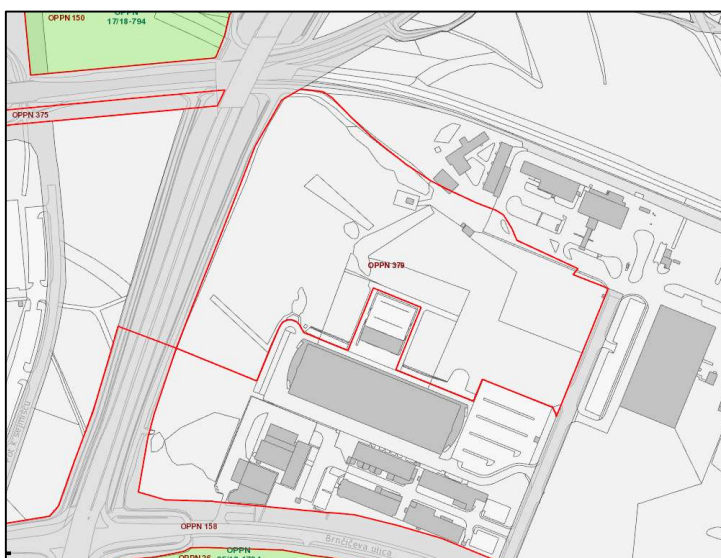 OPPN 150
OPPN
17/18-794
OPPN 375
OPPN 379
OPPN 158
Brnčičeva ulica
OPPN